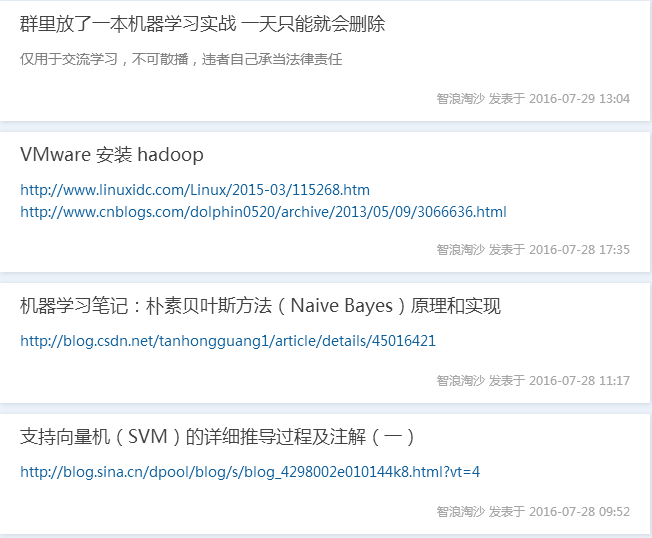 群里放了一本机器学习实战 一天只能就会删除
仅用于交流学习，不可散播，违者自己承当法律责任
智浪淘沙 发表于 2016-07-29 13:04
VMware 安装 hadoop
http://www.linuxidc.com/Linux/2015-03/115268.htm
http://www.cnblogs.com/dolphin0520/archive/2013/05/09/3066636.html
智浪淘沙 发表于 2016-07-28 17:35
机器学习笔记：朴素贝叶斯方法（Naive Bayes）原理和实现
http://blog.csdn.net/tanhongguang1/article/details/45016421
智浪淘沙 发表于 2016-07-28 11:17
支持向量机（SVM）的详细推导过程及注解（一）
http://blog.sina.cn/dpool/blog/s/blog_4298002e010144k8.html?vt=4
智浪淘沙 发表于 2016-07-28 09:52